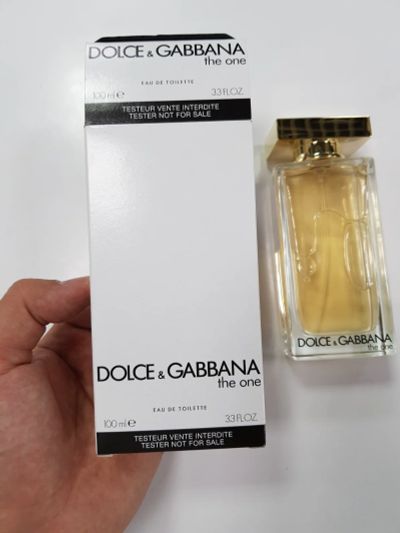 DOLCE & GABBANA
the one
EAU DE TOILETTE
100 ml e 3.3 FL.OZ.
TESTEUR VENTE INTERDITE
TESTER NOT FOR SALE
DOLCE & GABBANA
the one
EAU DE TOILETTE
100 ml e 3.3 FL.OZ.
TESTEUR VENTE INTERDITE
TESTER NOT FOR SALE
DOLCE & GABBANA
the one